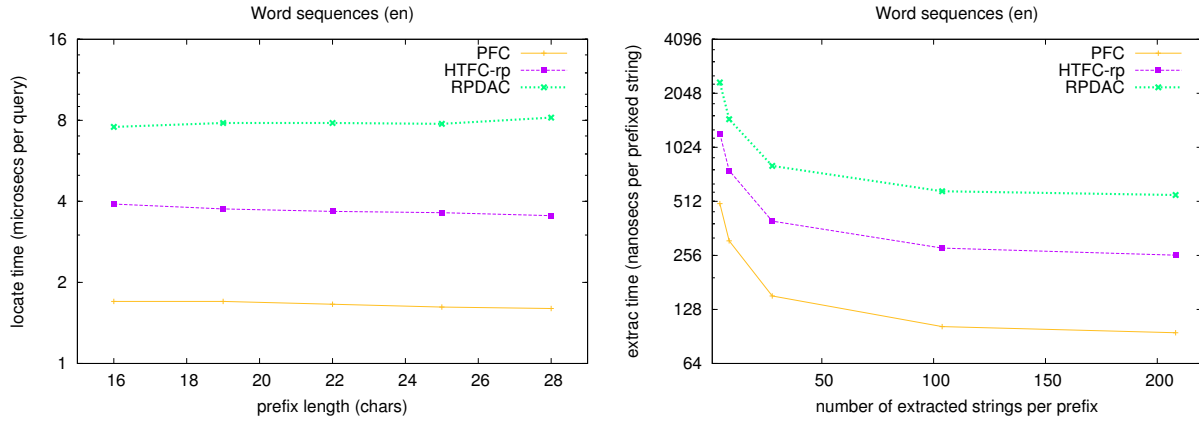 Word sequences (en)
locate time (microsecs per query)
16
8
4
2
1
PFC
HTFC-rp
RPDAC
16 18 20 22 24 26 28
prefix length (chars)
Word sequences (en)
extrac time (nanosecs per prefixed string)
4096
2048
1024
512
256
128
64
PFC
HTFC-rp
RPDAC
50 100 150 200
number of extracted strings per prefix